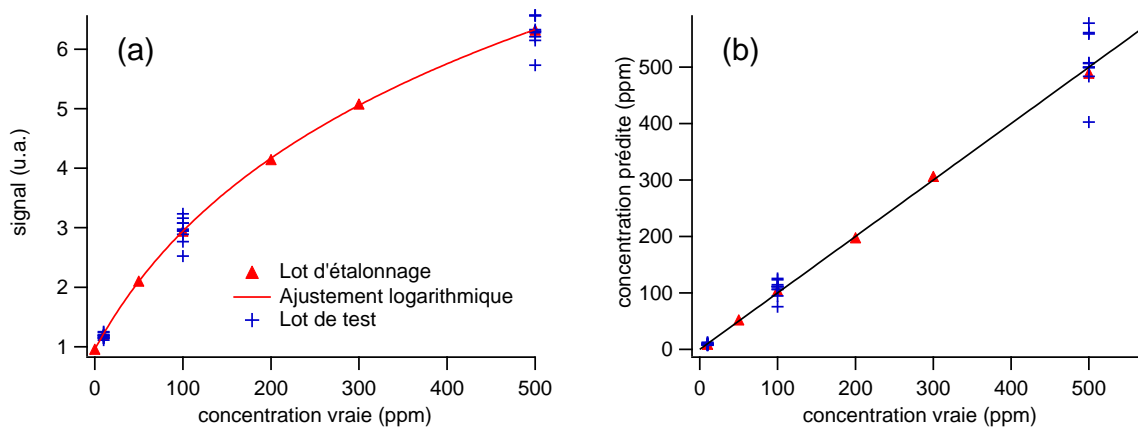 (a)
signal (u.a.)
6
5
4
3
2
1
Lot d'étalonnage
Ajustement logarithmique
Lot de test
0 100 200 300 400 500
concentration vraie (ppm)
(b)
concentration prédite (ppm)
500
400
300
200
100
0
0 100 200 300 400 500
concentration vraie (ppm)